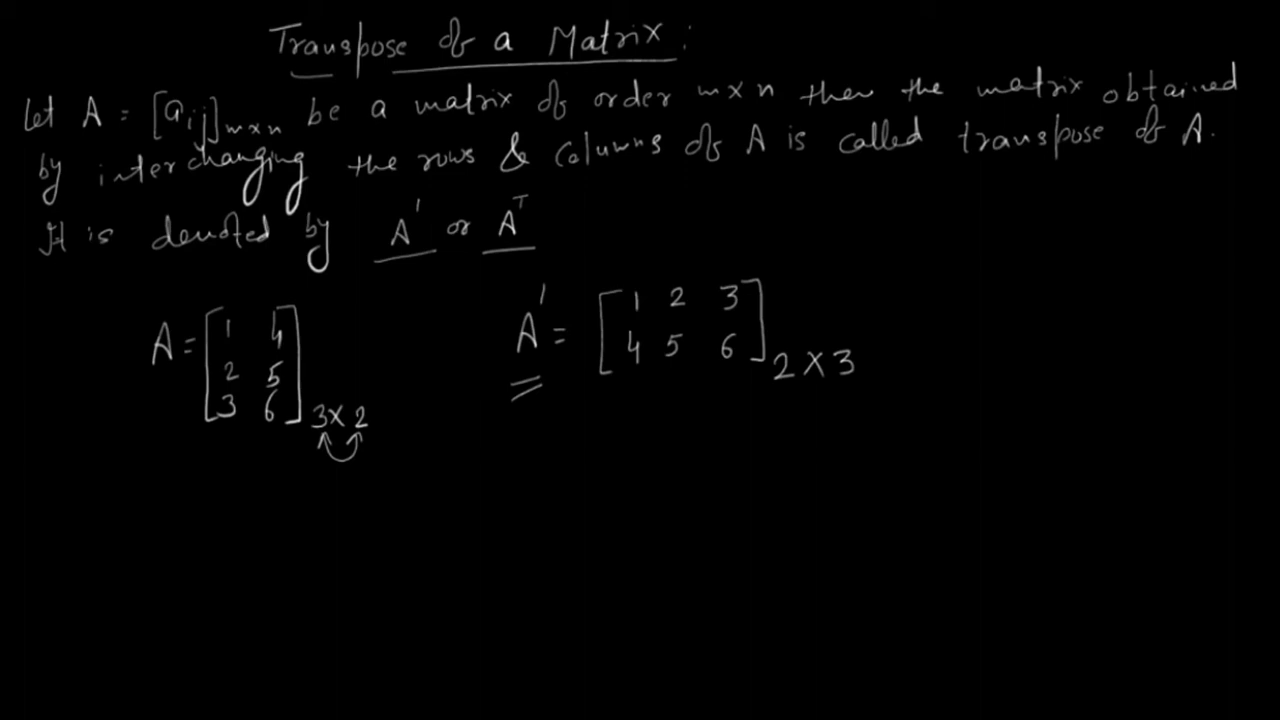 Transpose of a Matrix :
Let A = [aij]m×n be a matrix of order m×n then the matrix obtained
by interchanging the rows & columns of A is called transpose of A.
It is denoted by A' or A^T
A = [1 4
2 5
3 6] 3×2
A' = [1 2 3
4 5 6] 2×3